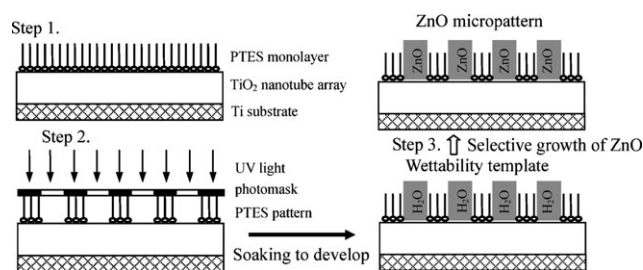 Step 1.
PTES monolayer
TiO₂ nanotube array
Ti substrate
Step 2.
UV light
photomask
PTES pattern
Soaking to develop
ZnO micropattern
ZnO ZnO ZnO ZnO
Step 3. Selective growth of ZnO
Wettability template
H₂O H₂O H₂O H₂O